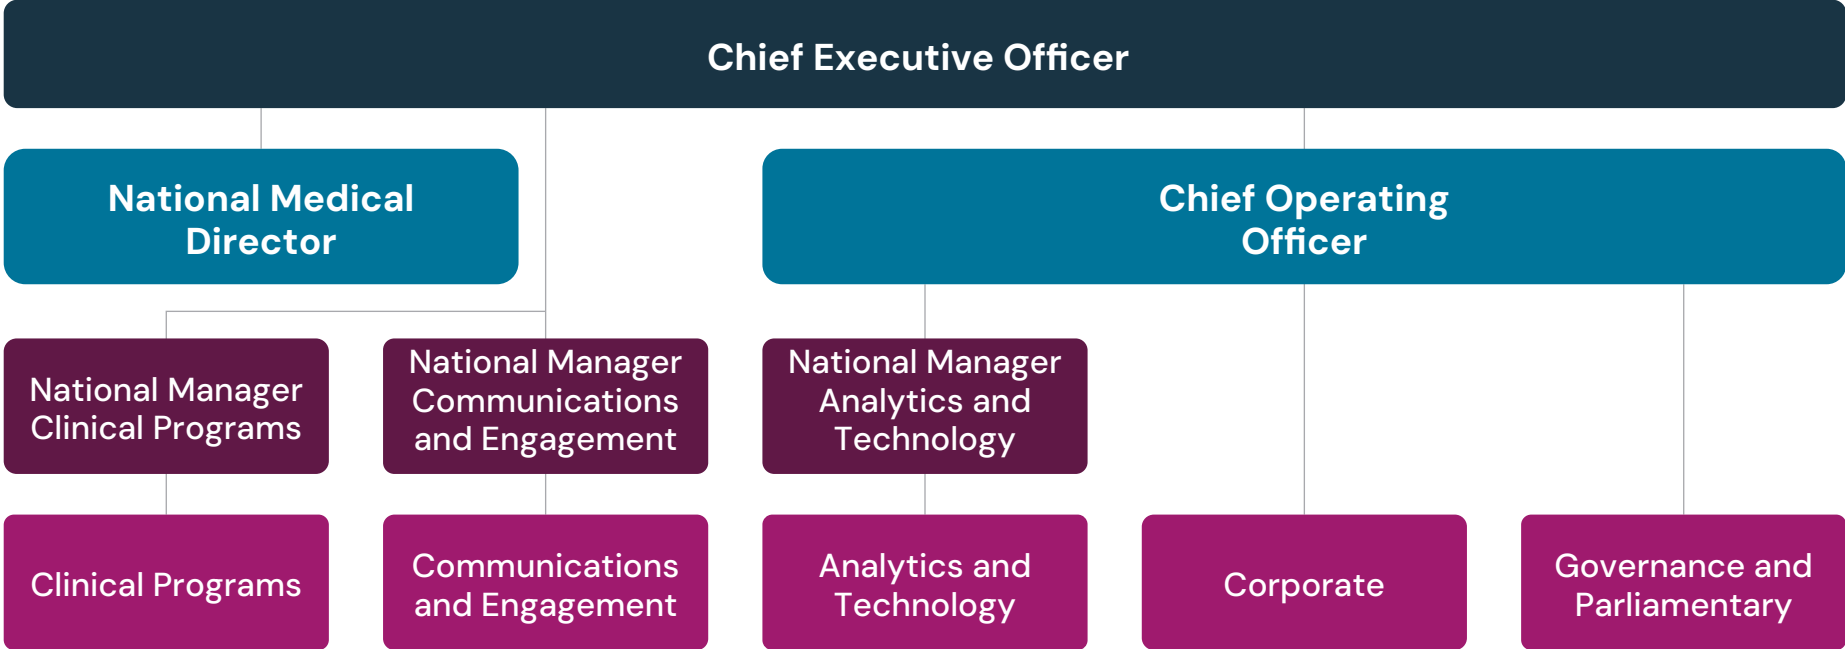 Chief Executive Officer
National Medical
Director
Chief Operating
Officer
National Manager
Clinical Programs
National Manager
Communications
and Engagement
National Manager
Analytics and
Technology
Clinical Programs
Communications
and Engagement
Analytics and
Technology
Corporate
Governance and
Parliamentary